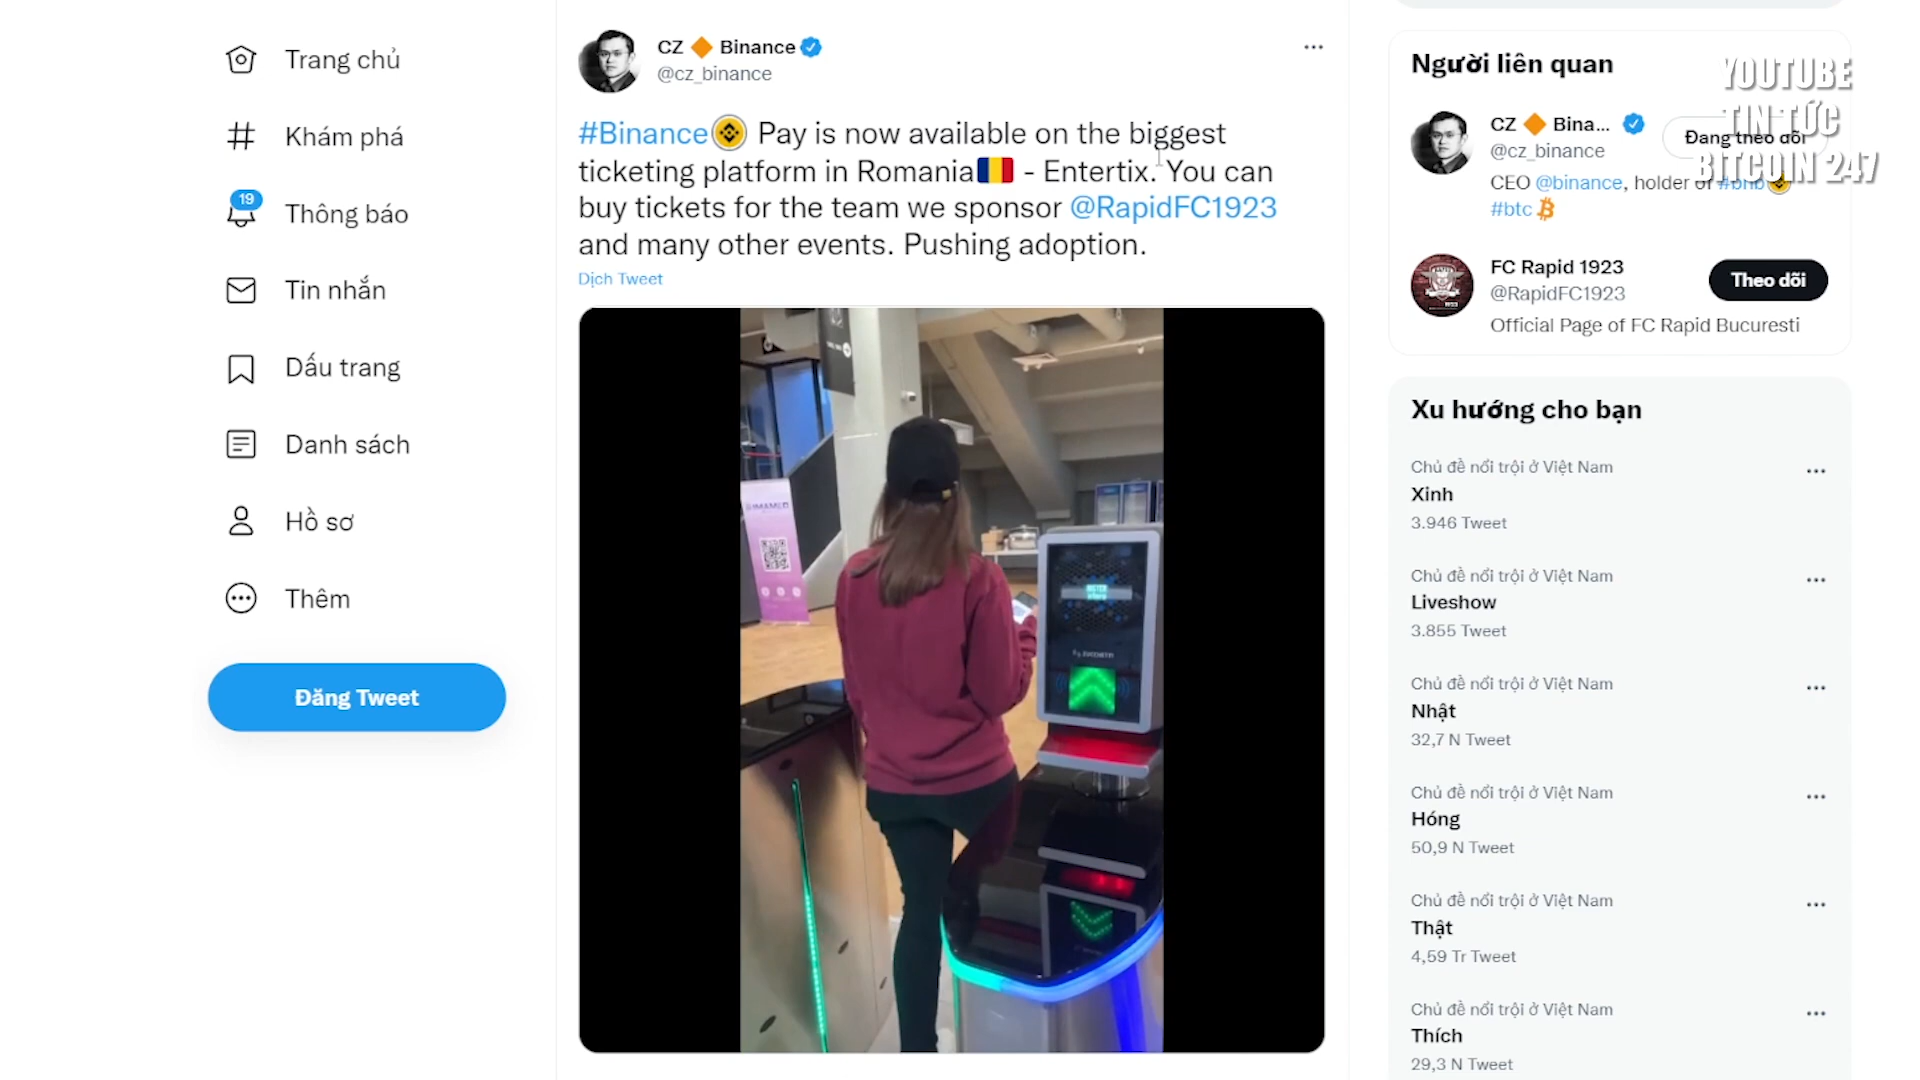 Trang chủ
Khám phá
19
Thông báo
Tin nhắn
Dấu trang
Danh sách
Hồ sơ
Thêm
Đăng Tweet
CZ 🔶 Binance
@cz_binance
#Binance Pay is now available on the biggest
ticketing platform in Romania🇷🇴 - Entertix. You can
buy tickets for the team we sponsor @RapidFC1923
and many other events. Pushing adoption.
Dịch Tweet
Người liên quan
CZ 🔶 Bina...
@cz_binance
Đang theo dõi
CEO @binance, holder of #bnb
#btc
FC Rapid 1923
@RapidFC1923
Theo dõi
Official Page of FC Rapid Bucuresti
YOUTUBE
TIN TỨC
BITCOIN 247
Xu hướng cho bạn
Chủ đề nổi trội ở Việt Nam
Xinh
3.946 Tweet
Chủ đề nổi trội ở Việt Nam
Liveshow
3.855 Tweet
Chủ đề nổi trội ở Việt Nam
Nhật
32,7 N Tweet
Chủ đề nổi trội ở Việt Nam
Hóng
50,9 N Tweet
Chủ đề nổi trội ở Việt Nam
Thật
4,59 Tr Tweet
Chủ đề nổi trội ở Việt Nam
Thích
29,3 N Tweet